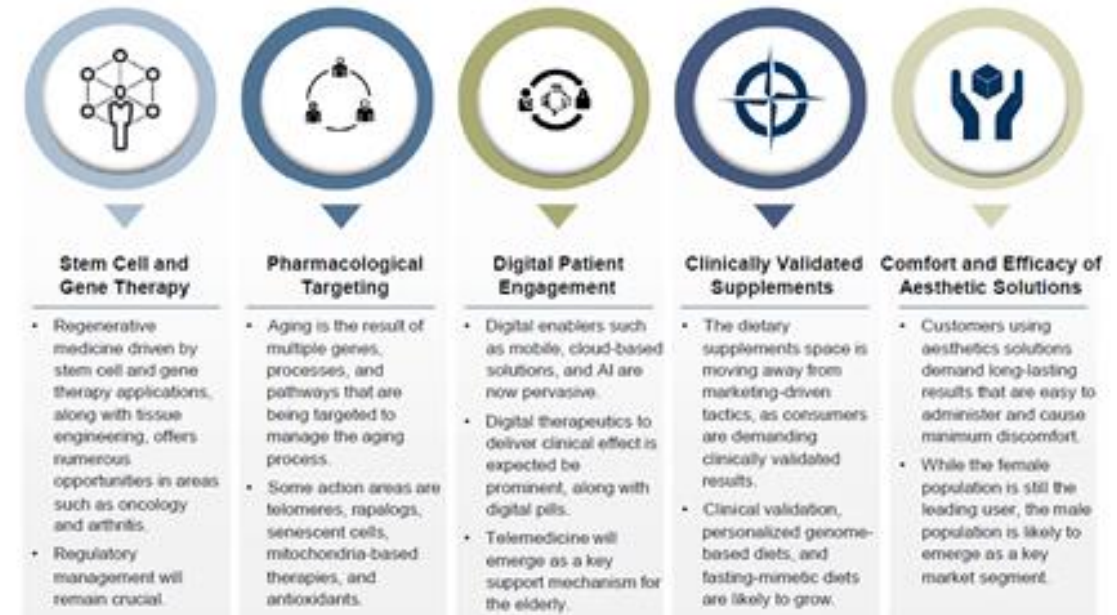 Stem Cell and
Gene Therapy
• Regenerative
medicine driven by
stem cell and gene
therapy applications,
along with tissue
engineering, offers
numerous
opportunities in areas
such as oncology
and arthritis.
• Regulatory
management will
remain crucial.
Pharmacological
Targeting
• Aging is the result of
multiple genes,
processes, and
pathways that are
being targeted to
manage the aging
process.
• Some action areas are
telomeres, rapalogs,
senescent cells,
mitochondria-based
therapies, and
antioxidants.
Digital Patient
Engagement
• Digital enablers such
as mobile, cloud-based
solutions, and AI are
now pervasive.
• Digital therapeutics to
deliver clinical effect is
expected be
prominent, along with
digital pills.
• Telemedicine will
emerge as a key
support mechanism for
the elderly.
Clinically Validated
Supplements
• The dietary
supplements space is
moving away from
marketing-driven
tactics, as consumers
are demanding
clinically validated
results.
• Clinical validation,
personalized genome-
based diets, and
fasting-mimetic diets
are likely to grow.
Comfort and Efficacy of
Aesthetic Solutions
• Customers using
aesthetics solutions
demand long-lasting
results that are easy to
administer and cause
minimum discomfort.
• While the female
population is still the
leading user, the male
population is likely to
emerge as a key
market segment.